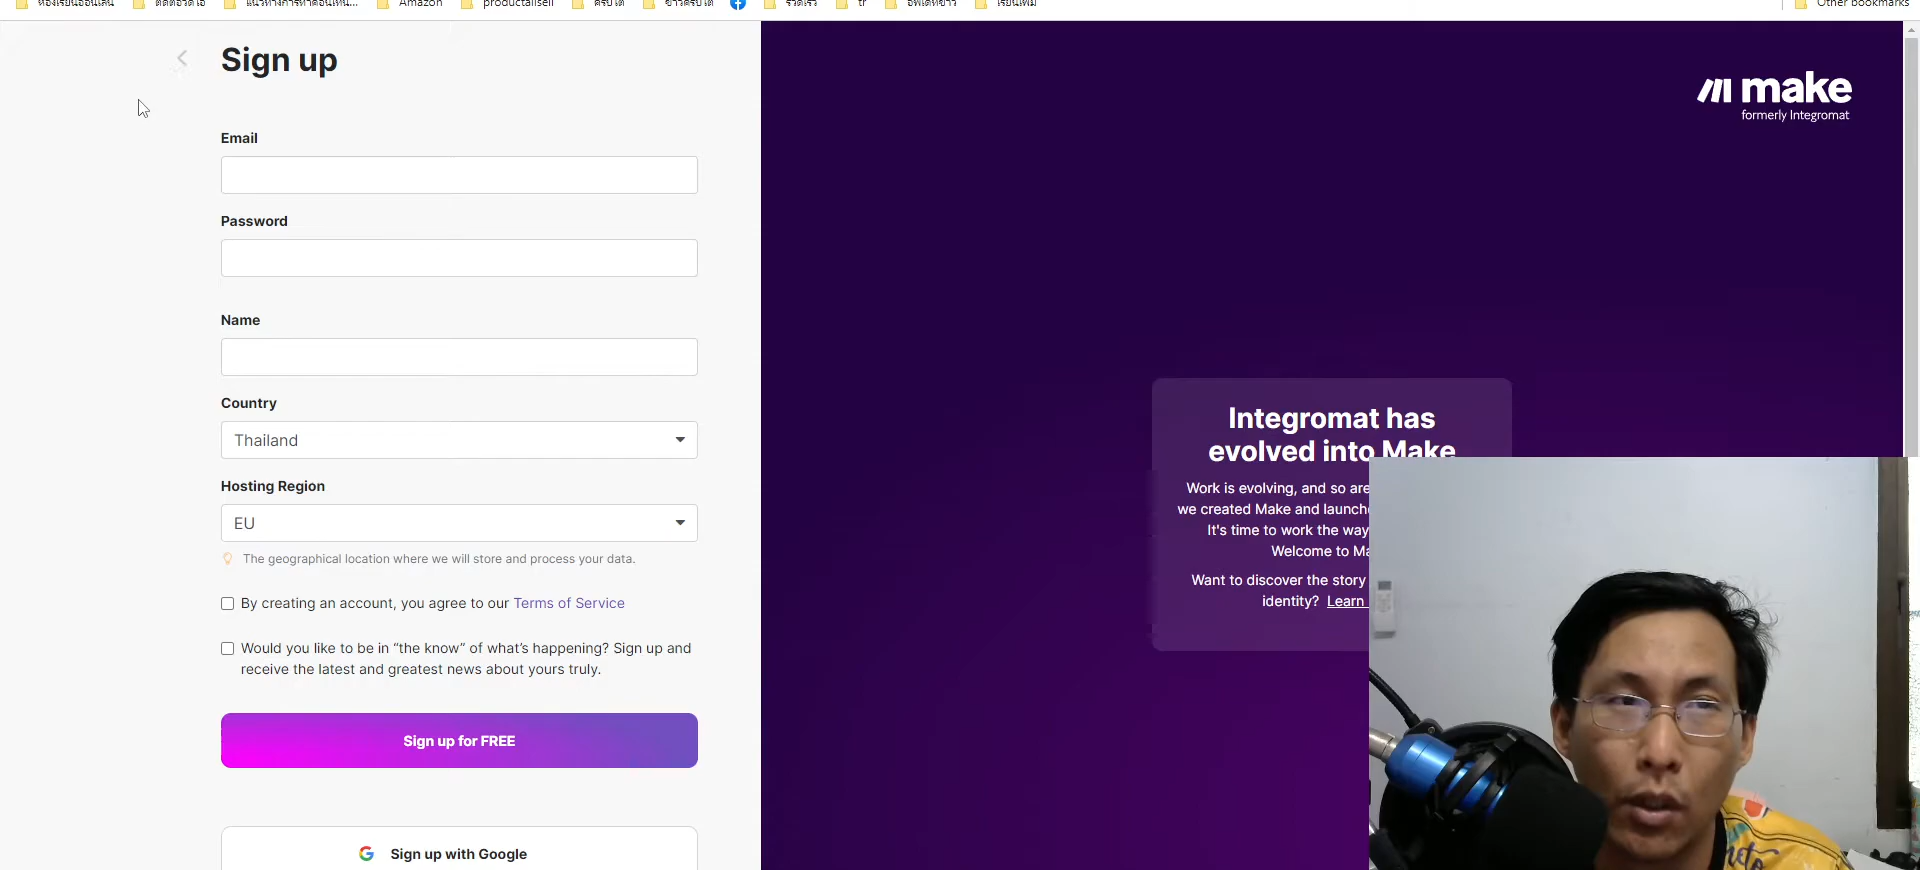 Amazon
productallsell
tr
Other bookmarks
Sign up
Email
Password
Name
Country
Thailand
Hosting Region
EU
The geographical location where we will store and process your data.
By creating an account, you agree to our Terms of Service
Would you like to be in “the know” of what’s happening? Sign up and
receive the latest and greatest news about yours truly.
Sign up for FREE
Sign up with Google
make
formerly Integromat
Integromat has
evolved into Make
Work is evolving, and so are
we created Make and
It's time to work the way
Welcome to
Want to discover the story
identity? Learn